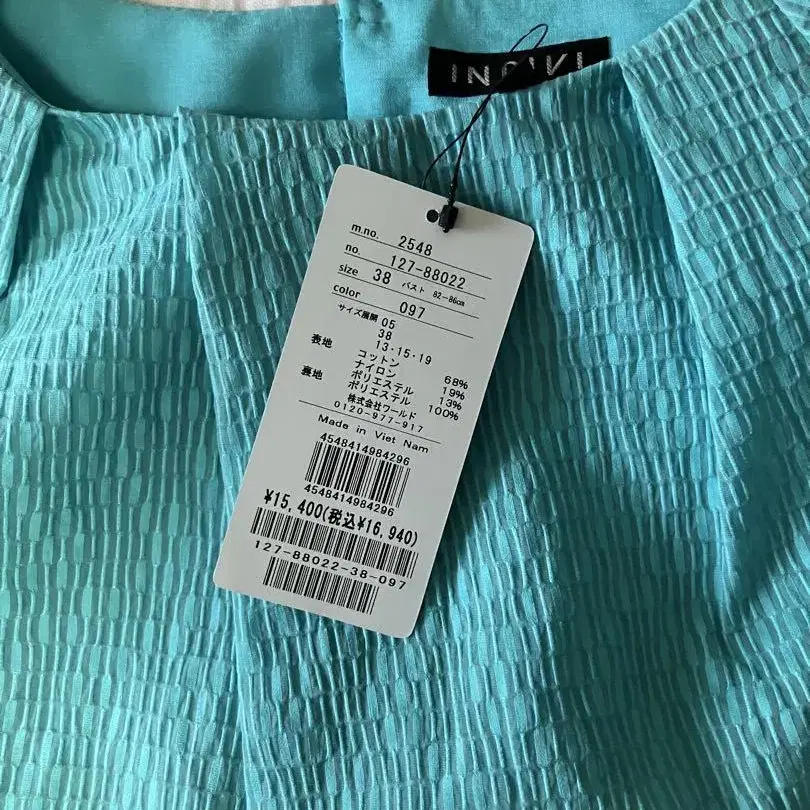 m.no. 2548
no. 127-88022
size 38 バスト 82-86cm
color 097
サイズ展開 05
38
13・15・19
表地 コットン 68%
ナイロン 19%
ポリエステル 13%
裏地 ポリエステル 100%
株式会社ワールド
0120-977-917
Made in Viet Nam
4548414984296
4548414984296
¥15,400(税込¥16,940)
127-88022-38-097